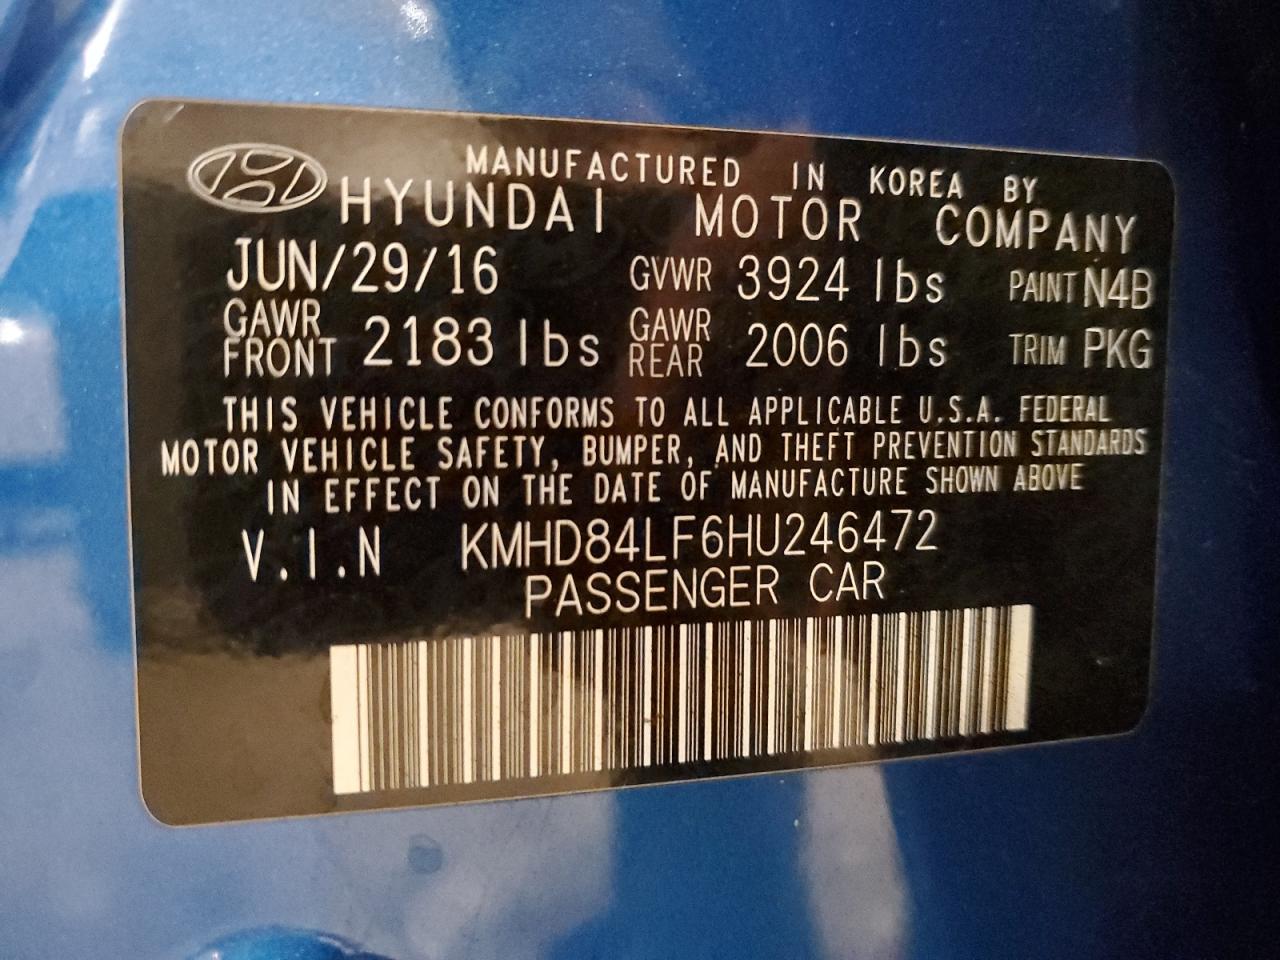 MANUFACTURED IN KOREA BY
HYUNDAI MOTOR COMPANY
JUN/29/16 GVWR 3924 lbs PAINT N4B
GAWR FRONT 2183 lbs GAWR REAR 2006 lbs TRIM PKG
THIS VEHICLE CONFORMS TO ALL APPLICABLE U.S.A. FEDERAL
MOTOR VEHICLE SAFETY, BUMPER, AND THEFT PREVENTION STANDARDS
IN EFFECT ON THE DATE OF MANUFACTURE SHOWN ABOVE
V.I.N KMHD84LF6HU246472
PASSENGER CAR